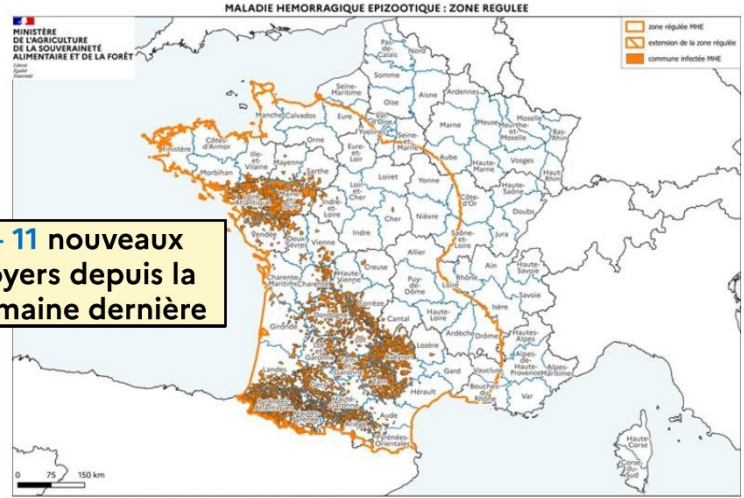 MALADIE HEMORRAGIQUE EPIZOOTIQUE : ZONE REGULEE
MINISTÈRE
DE L'AGRICULTURE
DE LA SOUVERAINETÉ
ALIMENTAIRE ET DE LA FORÊT
Liberté
Égalité
Fraternité
zone régulée MHE
extension de la zone régulée
commune infectée MHE
Pas-de-Calais
Nord
Somme
Seine-Maritime
Oise
Aisne
Ardennes
Manche
Calvados
Eure
Val-d'Oise
Yvelines
Seine-et-Marne
Marne
Meuse
Meurthe-et-Moselle
Moselle
Bas-Rhin
Finistère
Côtes-d'Armor
Ille-et-Vilaine
Mayenne
Orne
Eure-et-Loir
Aube
Haute-Marne
Vosges
Haut-Rhin
Morbihan
Sarthe
Loiret
Yonne
Haute-Saône
Loir-et-Cher
Côte-d'Or
Doubs
Indre-et-Loire
Cher
Nièvre
Vendée
Deux-Sèvres
Vienne
Indre
Saône-et-Loire
Jura
- 11 nouveaux
oyers depuis la
maine dernière
Allier
Ain
Haute-Savoie
Charente-Maritime
Charente
Haute-Vienne
Creuse
Puy-de-Dôme
Loire
Rhône
Savoie
Corrèze
Isère
Gironde
Cantal
Haute-Loire
Ardèche
Drôme
Hautes-Alpes
Lozère
Landes
Gard
Vaucluse
Alpes-de-Haute-Provence
Alpes-Maritimes
Hérault
Bouches-du-Rhône
Var
Aude
Pyrénées-Orientales
Haute-Corse
Corse-du-Sud
0 75 150 km